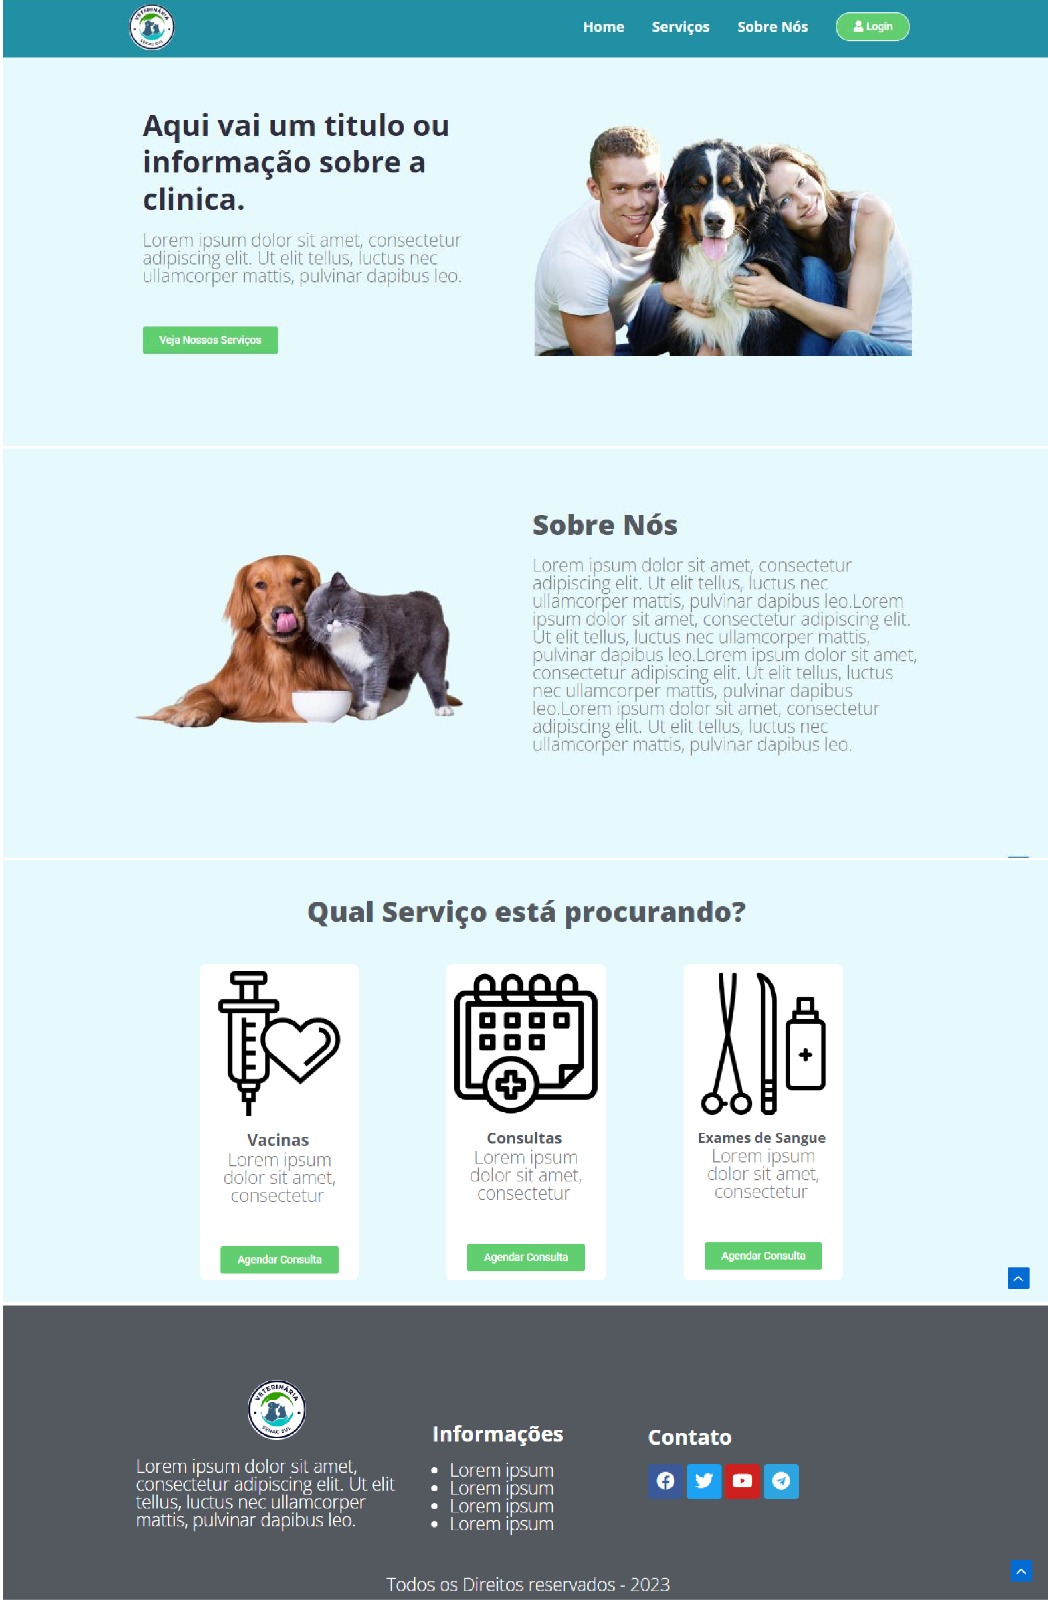 VETERINÁRIA
SENAC SUL
Home Serviços Sobre Nós Login
Aqui vai um titulo ou
informação sobre a
clinica.
Lorem ipsum dolor sit amet, consectetur
adipiscing elit. Ut elit tellus, luctus nec
ullamcorper mattis, pulvinar dapibus leo.
Veja Nossos Serviços
Sobre Nós
Lorem ipsum dolor sit amet, consectetur
adipiscing elit. Ut elit tellus, luctus nec
ullamcorper mattis, pulvinar dapibus leo.Lorem
ipsum dolor sit amet, consectetur adipiscing elit.
Ut elit tellus, luctus nec ullamcorper mattis,
pulvinar dapibus leo.Lorem ipsum dolor sit amet,
consectetur adipiscing elit. Ut elit tellus, luctus
nec ullamcorper mattis, pulvinar dapibus
leo.Lorem ipsum dolor sit amet, consectetur
adipiscing elit. Ut elit tellus, luctus nec
ullamcorper mattis, pulvinar dapibus leo.
Qual Serviço está procurando?
Vacinas
Lorem ipsum
dolor sit amet,
consectetur
Agendar Consulta
Consultas
Lorem ipsum
dolor sit amet,
consectetur
Agendar Consulta
Exames de Sangue
Lorem ipsum
dolor sit amet,
consectetur
Agendar Consulta
VETERINÁRIA
SENAC SUL
Lorem ipsum dolor sit amet,
consectetur adipiscing elit. Ut elit
tellus, luctus nec ullamcorper
mattis, pulvinar dapibus leo.
Informações
Lorem ipsum
Lorem ipsum
Lorem ipsum
Lorem ipsum
Contato
Todos os Direitos reservados - 2023